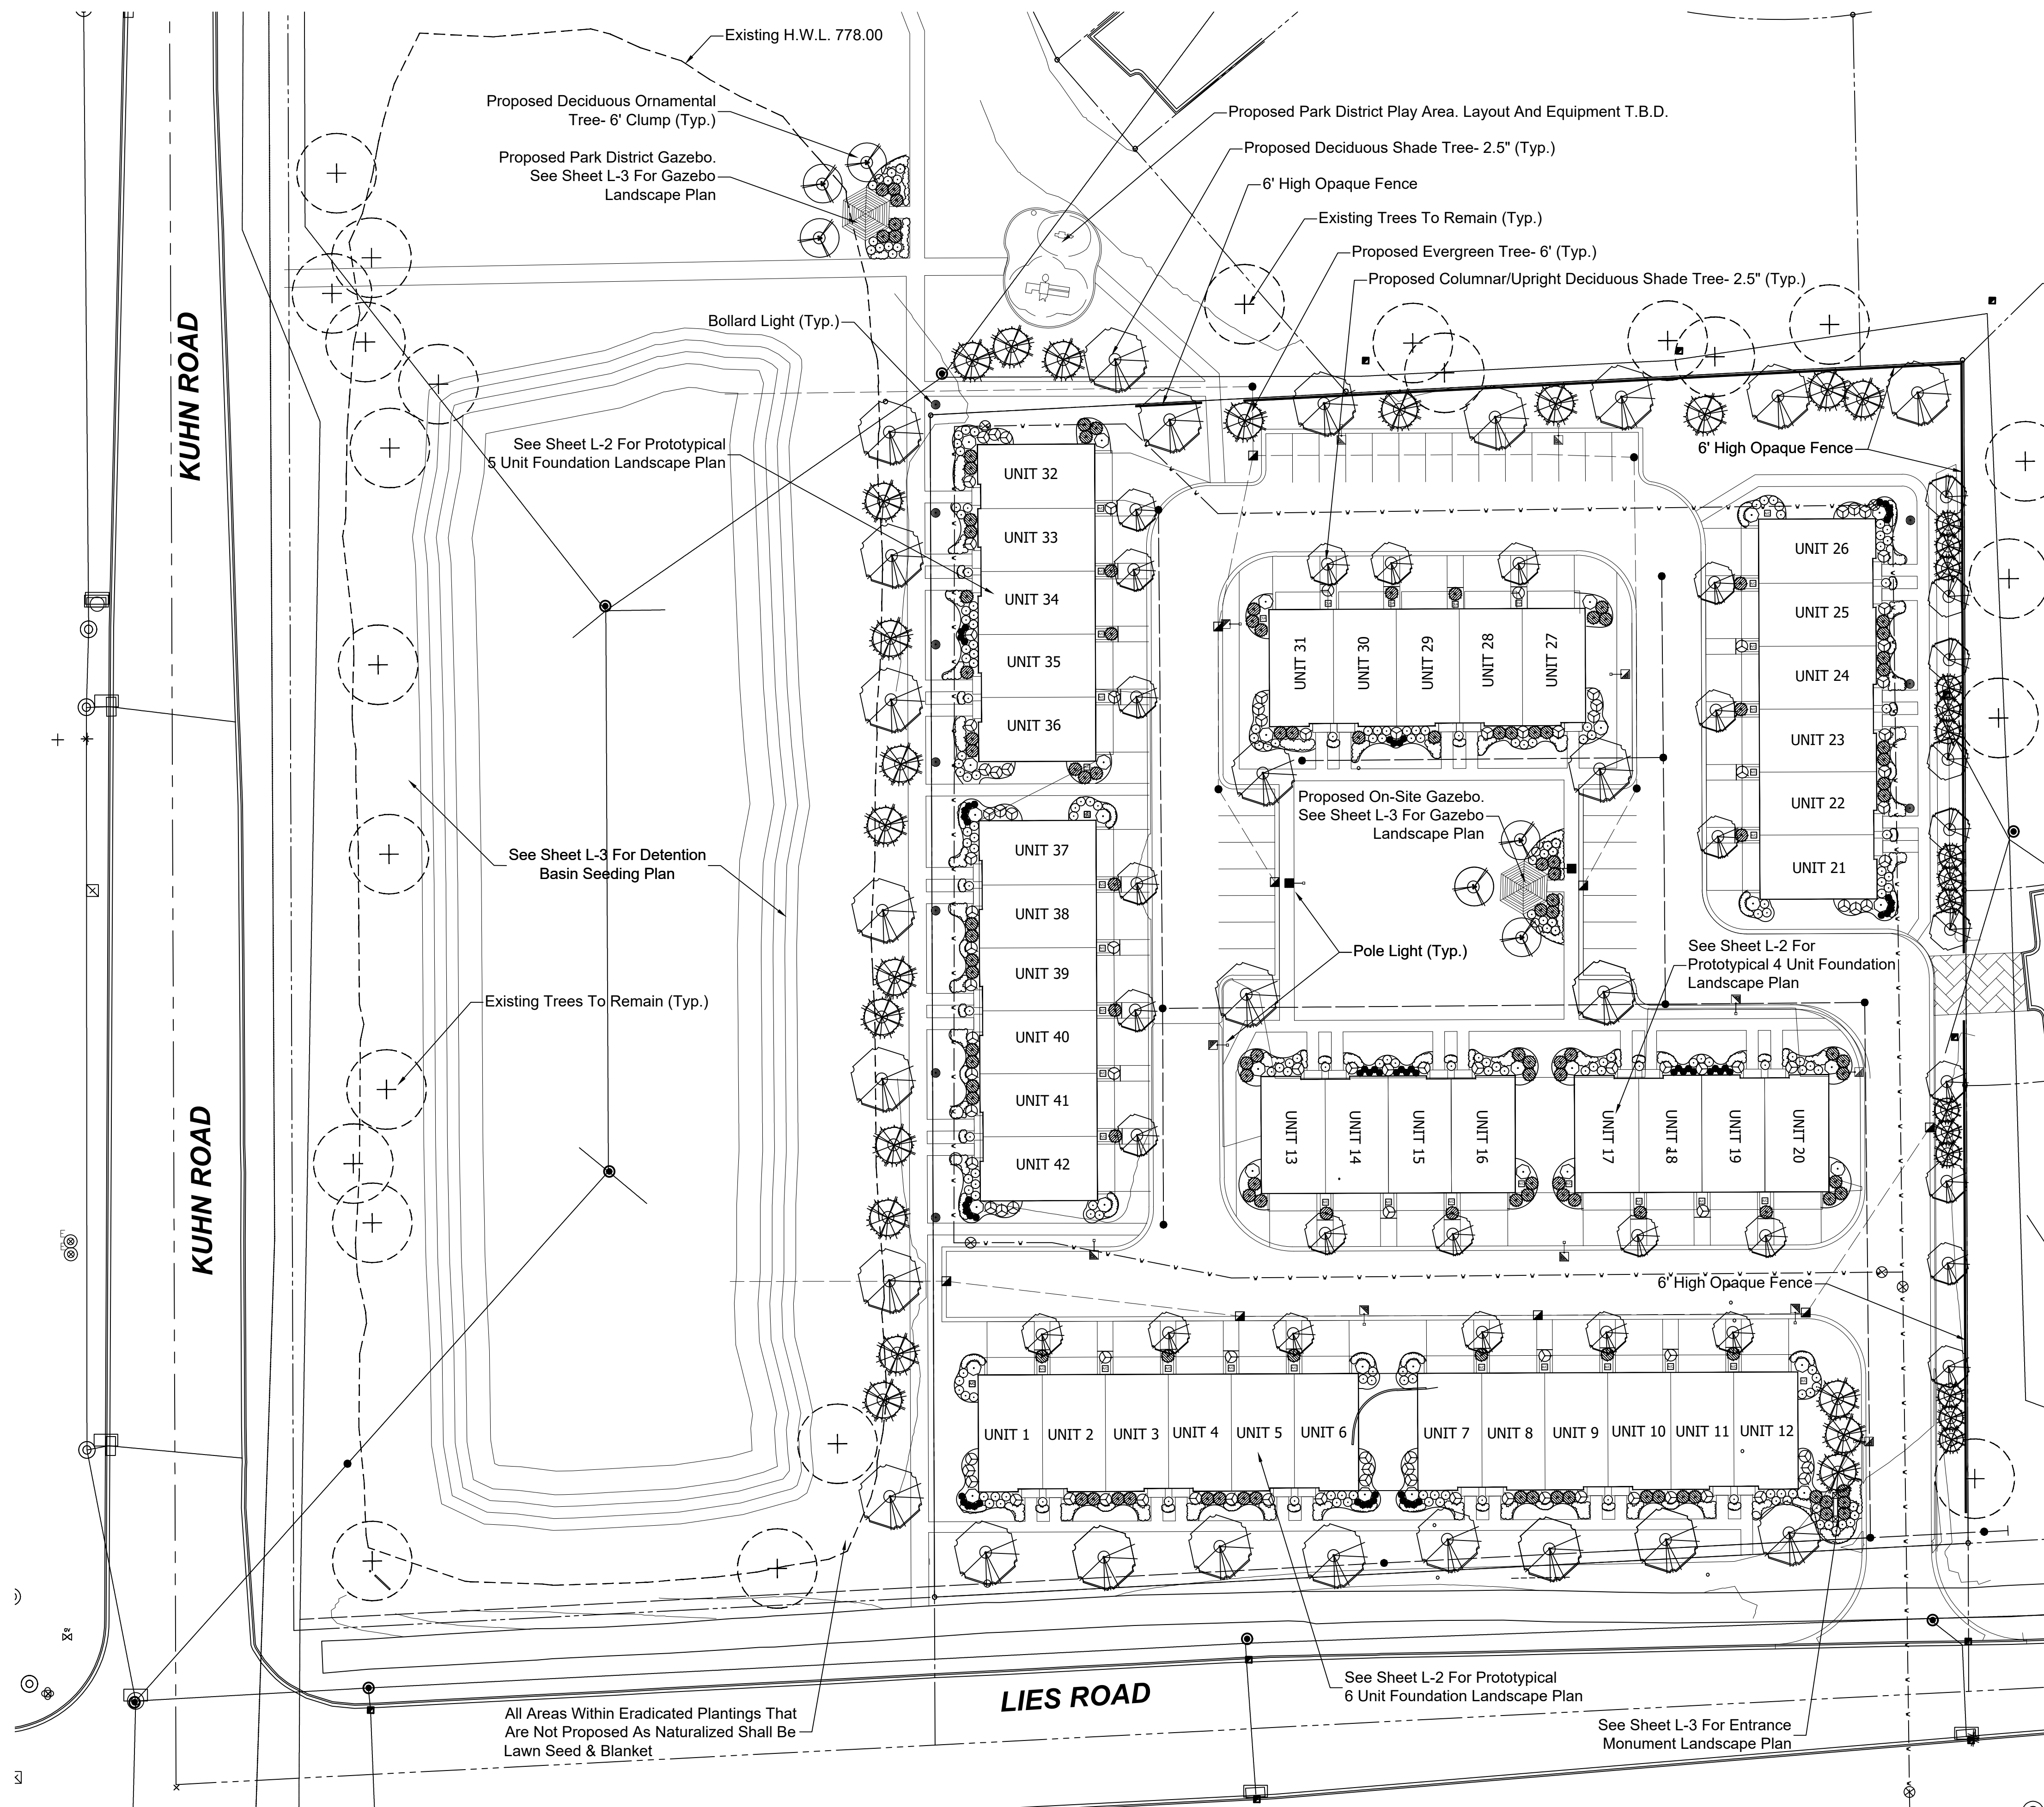 Existing H.W.L. 778.00
Proposed Deciduous Ornamental
Tree- 6' Clump (Typ.)
Proposed Park District Gazebo.
See Sheet L-3 For Gazebo
Landscape Plan
Proposed Park District Play Area. Layout And Equipment T.B.D.
Proposed Deciduous Shade Tree- 2.5" (Typ.)
6' High Opaque Fence
Existing Trees To Remain (Typ.)
Proposed Evergreen Tree- 6' (Typ.)
Proposed Columnar/Upright Deciduous Shade Tree- 2.5" (Typ.)
Bollard Light (Typ.)
KUHN ROAD
See Sheet L-2 For Prototypical
5 Unit Foundation Landscape Plan
6' High Opaque Fence
UNIT 32
UNIT 33
UNIT 34
UNIT 35
UNIT 36
UNIT 31
UNIT 30
UNIT 29
UNIT 28
UNIT 27
UNIT 26
UNIT 25
UNIT 24
UNIT 23
UNIT 22
UNIT 21
Proposed On-Site Gazebo.
See Sheet L-3 For Gazebo
Landscape Plan
See Sheet L-3 For Detention
Basin Seeding Plan
UNIT 37
UNIT 38
UNIT 39
UNIT 40
UNIT 41
UNIT 42
Pole Light (Typ.)
See Sheet L-2 For
Prototypical 4 Unit Foundation
Landscape Plan
Existing Trees To Remain (Typ.)
KUHN ROAD
UNIT 13
UNIT 14
UNIT 15
UNIT 16
UNIT 17
UNIT 18
UNIT 19
UNIT 20
6' High Opaque Fence
UNIT 1
UNIT 2
UNIT 3
UNIT 4
UNIT 5
UNIT 6
UNIT 7
UNIT 8
UNIT 9
UNIT 10
UNIT 11
UNIT 12
See Sheet L-2 For Prototypical
6 Unit Foundation Landscape Plan
LIES ROAD
All Areas Within Eradicated Plantings That
Are Not Proposed As Naturalized Shall Be
Lawn Seed & Blanket
See Sheet L-3 For Entrance
Monument Landscape Plan